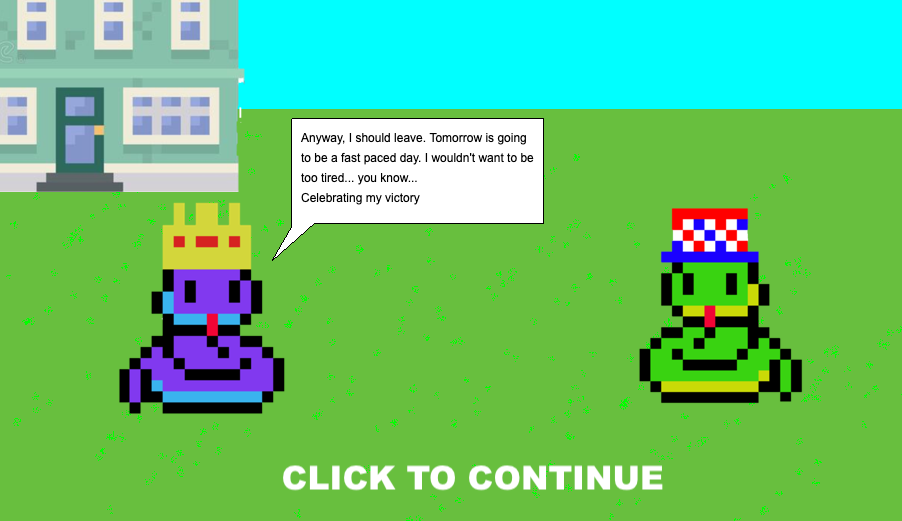 Anyway, I should leave. Tomorrow is going
to be a fast paced day. I wouldn't want to be
too tired... you know...
Celebrating my victory
CLICK TO CONTINUE